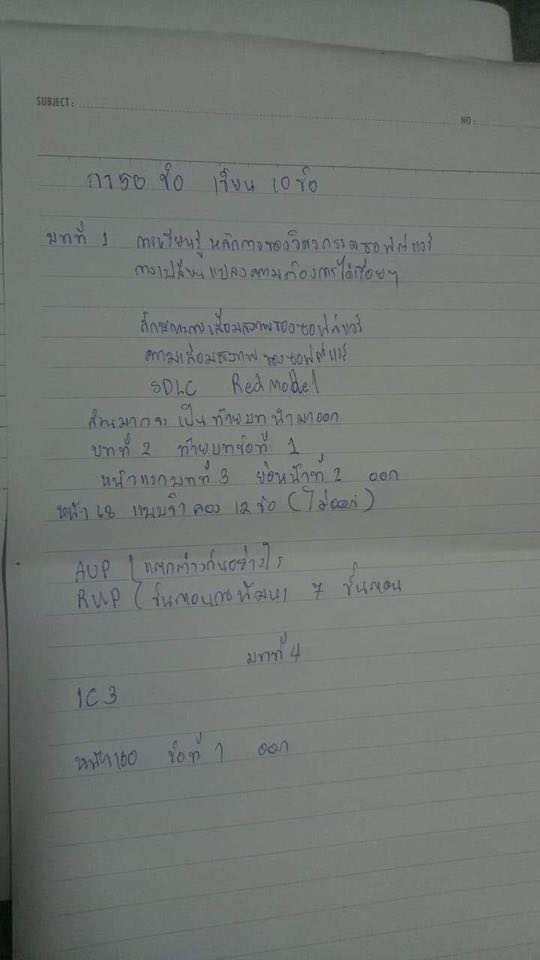 SUBJECT :
NO :
กา 50 ข้อ เขียน 10 ข้อ
บทที่ 1 การเรียนรู้ หลักการของวิศวกรรมซอฟต์แวร์
การเปลี่ยนแปลงความต้องการได้เรื่อยๆ
ลักษณะความเสื่อมสภาพของซอฟต์แวร์
ความเสื่อมสภาพ ของซอฟต์แวร์
SDLC Red Model
ส่วนมากจะเป็นท้ายบทนำมาออก
บทที่ 2 ท้ายบทข้อที่ 1
หน้าแรกบทที่ 3 ย่อหน้าที่ 2 ออก
หน้า 68 แบบจำลอง 12 ข้อ (ไม่ออก)
AUP แตกต่างกันอย่างไร
RUP (ขั้นตอนการพัฒนา 7 ขั้นตอน
บทที่ 4
1C3
หน้า 160 ข้อที่ 1 ออก